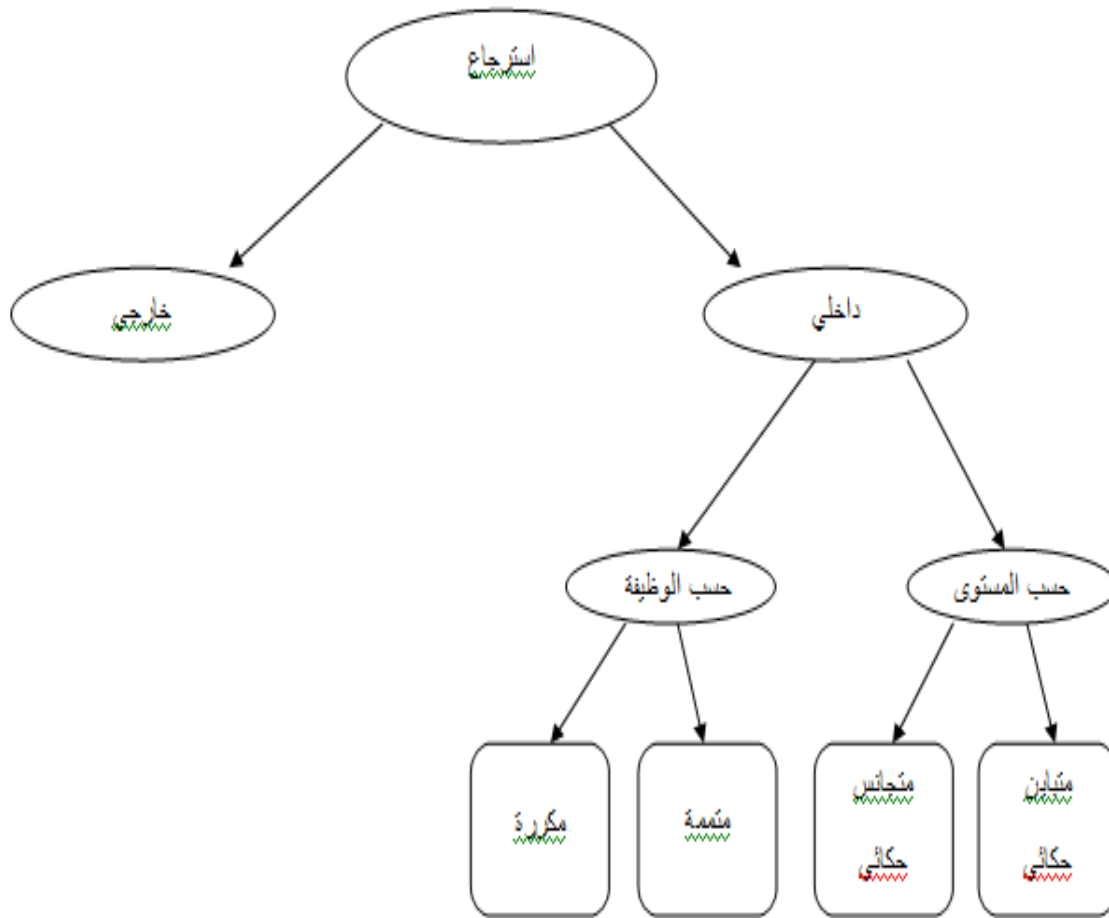 استرجاع
داخلي
خارجي
حسب المستوى
حسب الوظيفة
متباين
حكائي
متجانس
حكائي
متممة
مكررة